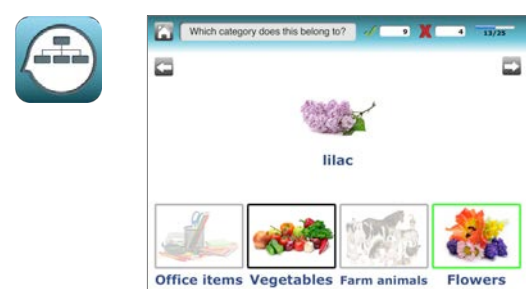 Which category does this belong to?
9
4
13/25
lilac
Office items
Vegetables
Farm animals
Flowers